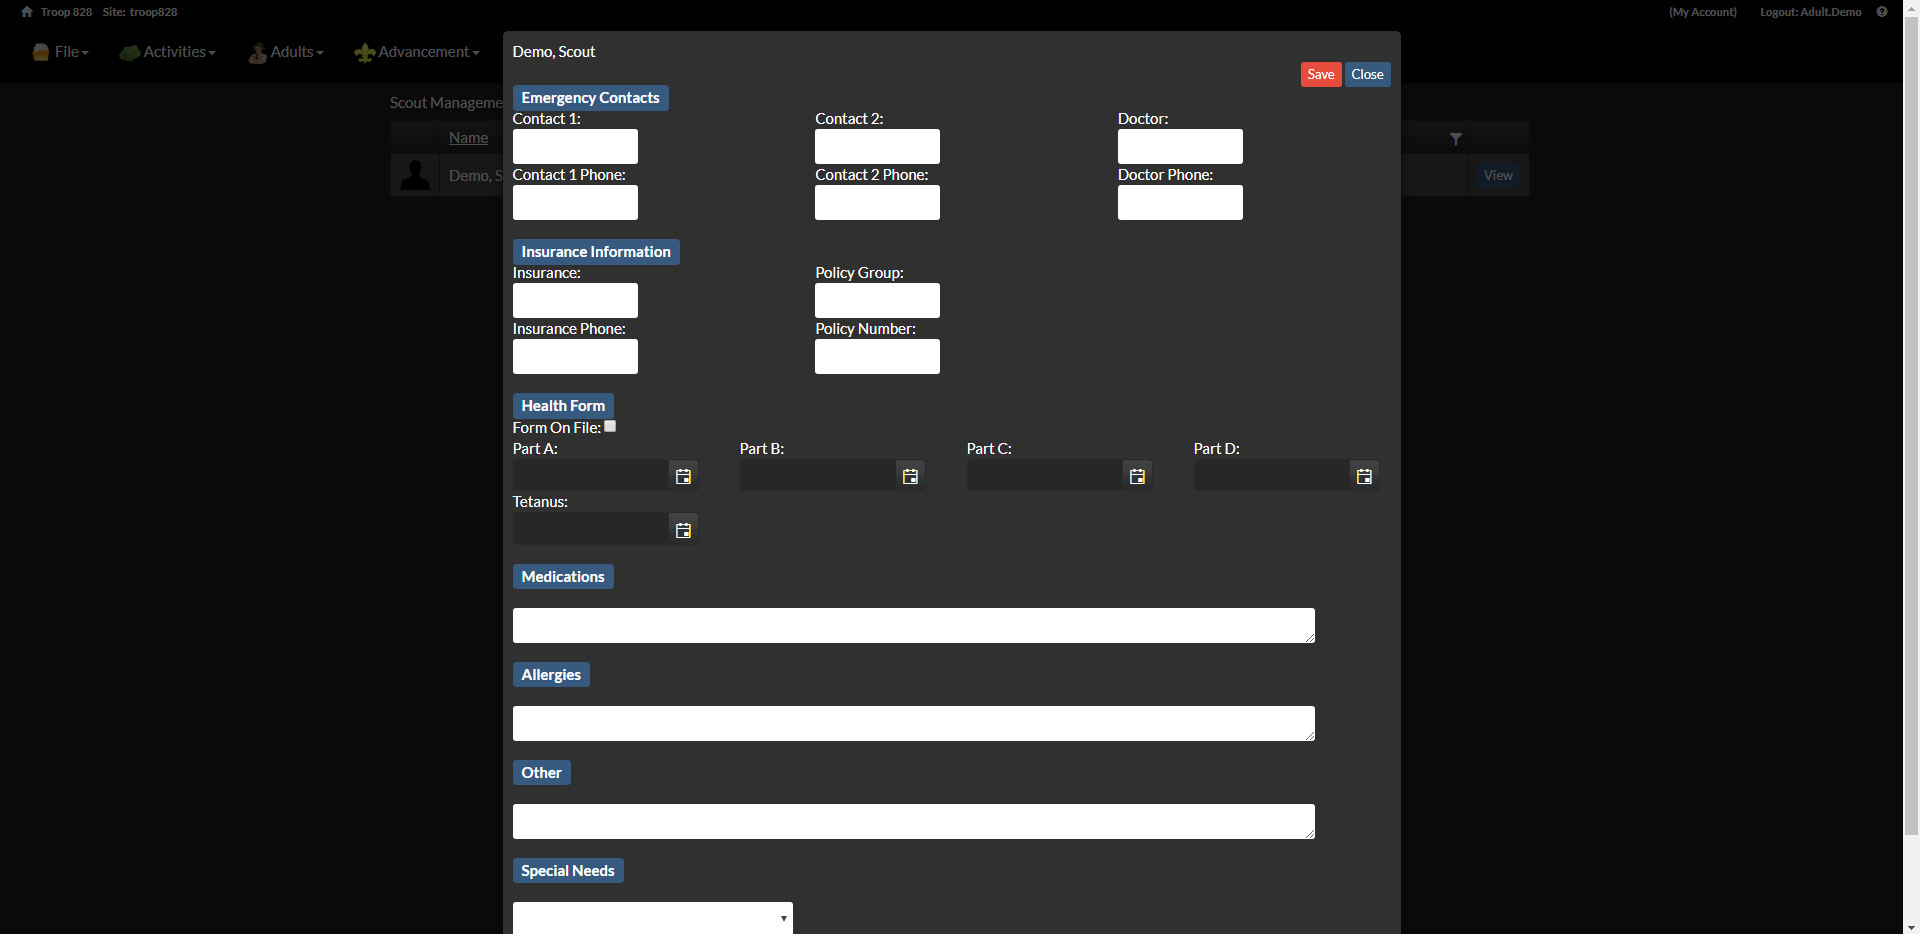 Troop 828 Site: troop828 (My Account) Logout: Adult.Demo
File Activities Adults Advancement
Demo, Scout
Save Close
Scout Manageme
Emergency Contacts
Contact 1: Contact 2: Doctor:
Name
Contact 1 Phone: Contact 2 Phone: Doctor Phone:
Demo, S View
Insurance Information
Insurance: Policy Group:
Insurance Phone: Policy Number:
Health Form
Form On File:
Part A: Part B: Part C: Part D:
Tetanus:
Medications
Allergies
Other
Special Needs